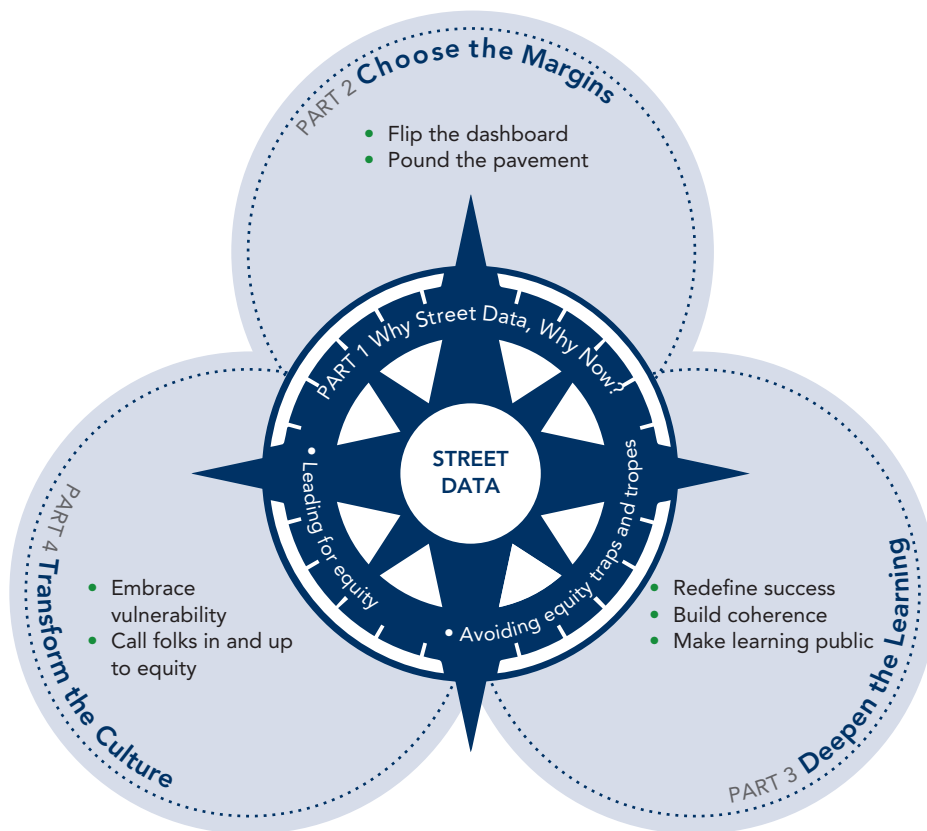 PART 2 Choose the Margins
• Flip the dashboard
• Pound the pavement
PART 1 Why Street Data, Why Now?
• Leading for equity
• Avoiding equity traps and tropes
STREET
DATA
PART 4 Transform the Culture
• Embrace
vulnerability
• Call folks in and up
to equity
• Redefine success
• Build coherence
• Make learning public
PART 3 Deepen the Learning